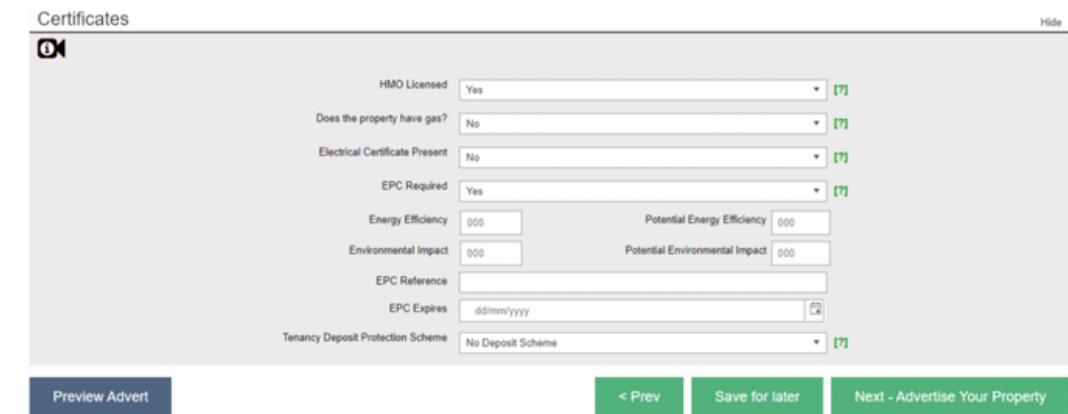 Certificates Hide
HMO Licensed Yes [?]
Does the property have gas? No [?]
Electrical Certificate Present No [?]
EPC Required Yes [?]
Energy Efficiency 000 Potential Energy Efficiency 000
Environmental Impact 000 Potential Environmental Impact 000
EPC Reference
EPC Expires dd/mm/yyyy
Tenancy Deposit Protection Scheme No Deposit Scheme [?]
Preview Advert < Prev Save for later Next - Advertise Your Property